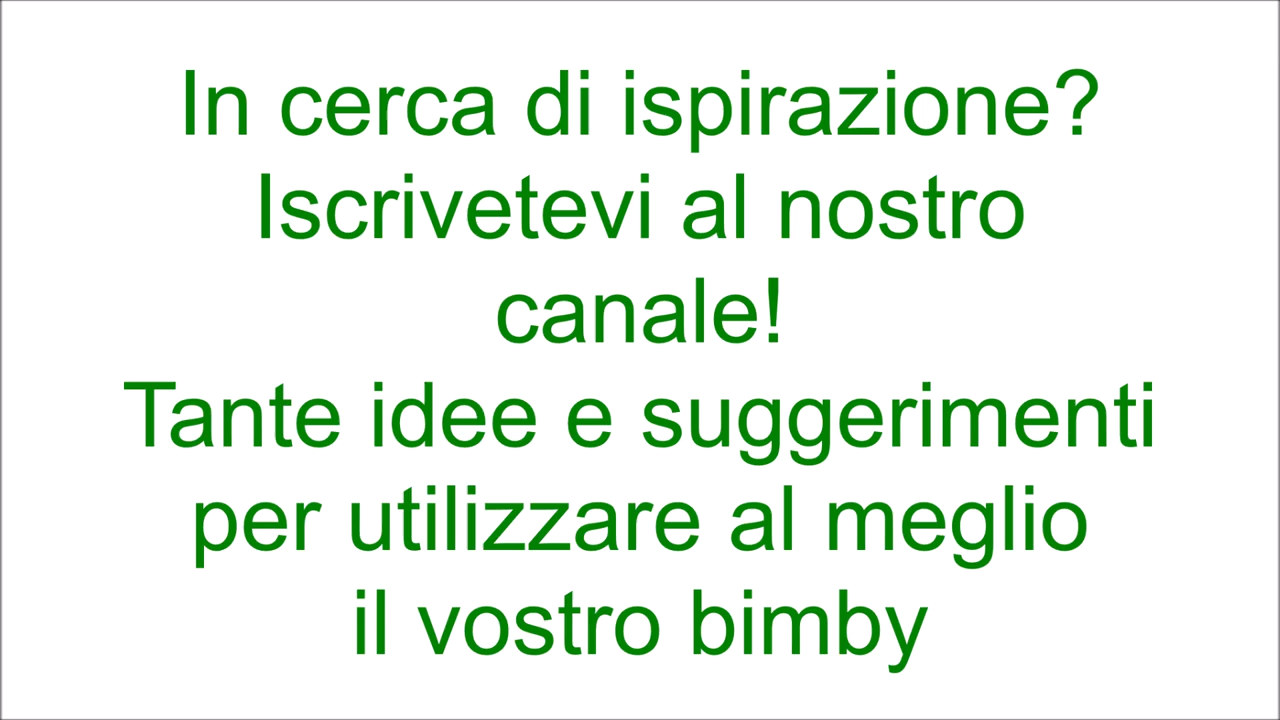 In cerca di ispirazione?
Iscrivetevi al nostro
canale!
Tante idee e suggerimenti
per utilizzare al meglio
il vostro bimby